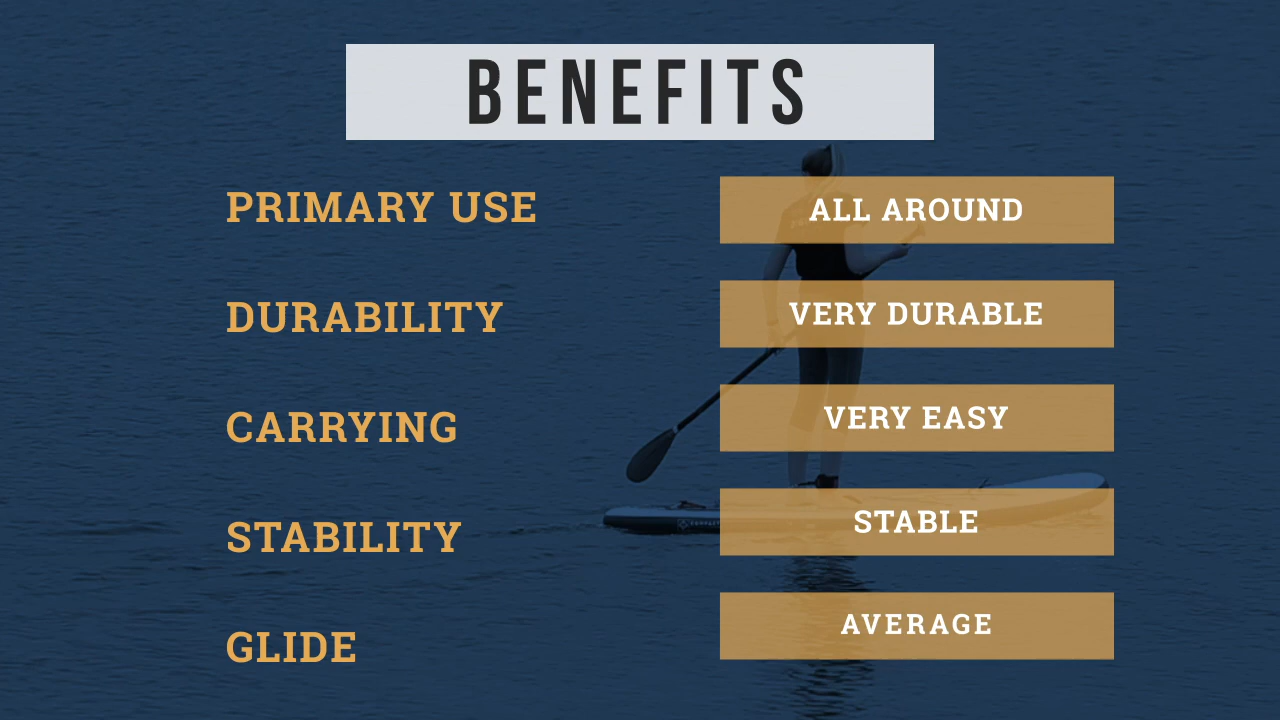 BENEFITS
PRIMARY USE
ALL AROUND
DURABILITY
VERY DURABLE
CARRYING
VERY EASY
STABILITY
STABLE
GLIDE
AVERAGE